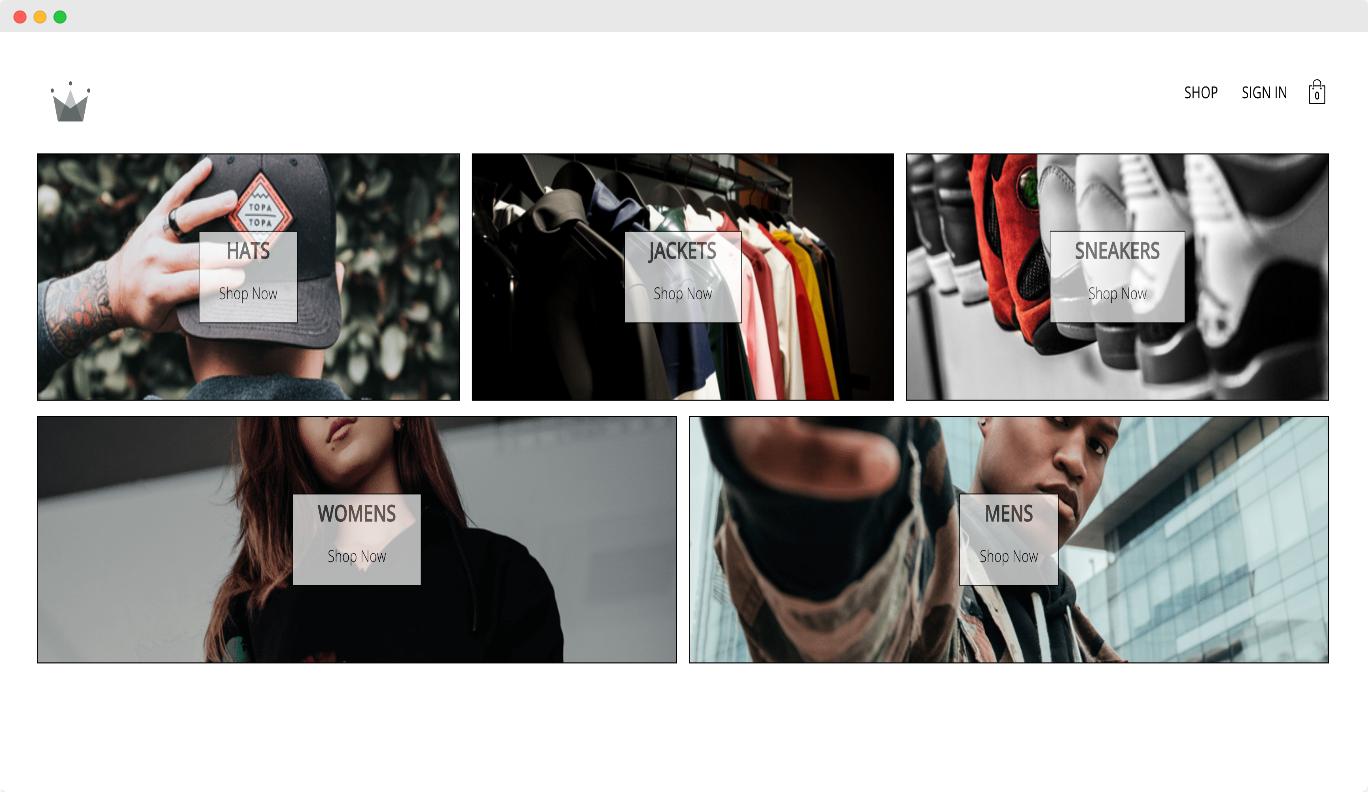 SHOP SIGN IN 0
TOPA
TOPA
HATS
Shop Now
JACKETS
Shop Now
SNEAKERS
Shop Now
WOMENS
Shop Now
MENS
Shop Now